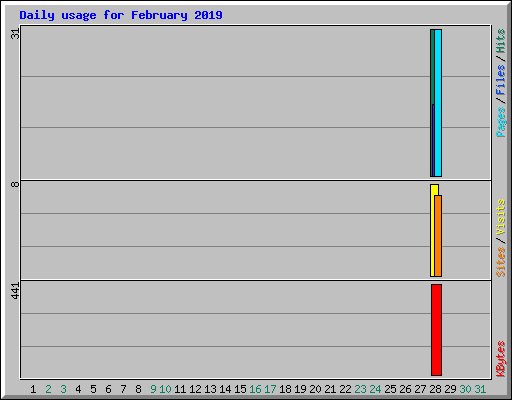 Daily usage for February 2019
31
8
441
Pages / Files / Hits
Sites / Visits
KBytes
1 2 3 4 5 6 7 8 9 10 11 12 13 14 15 16 17 18 19 20 21 22 23 24 25 26 27 28 29 30 31